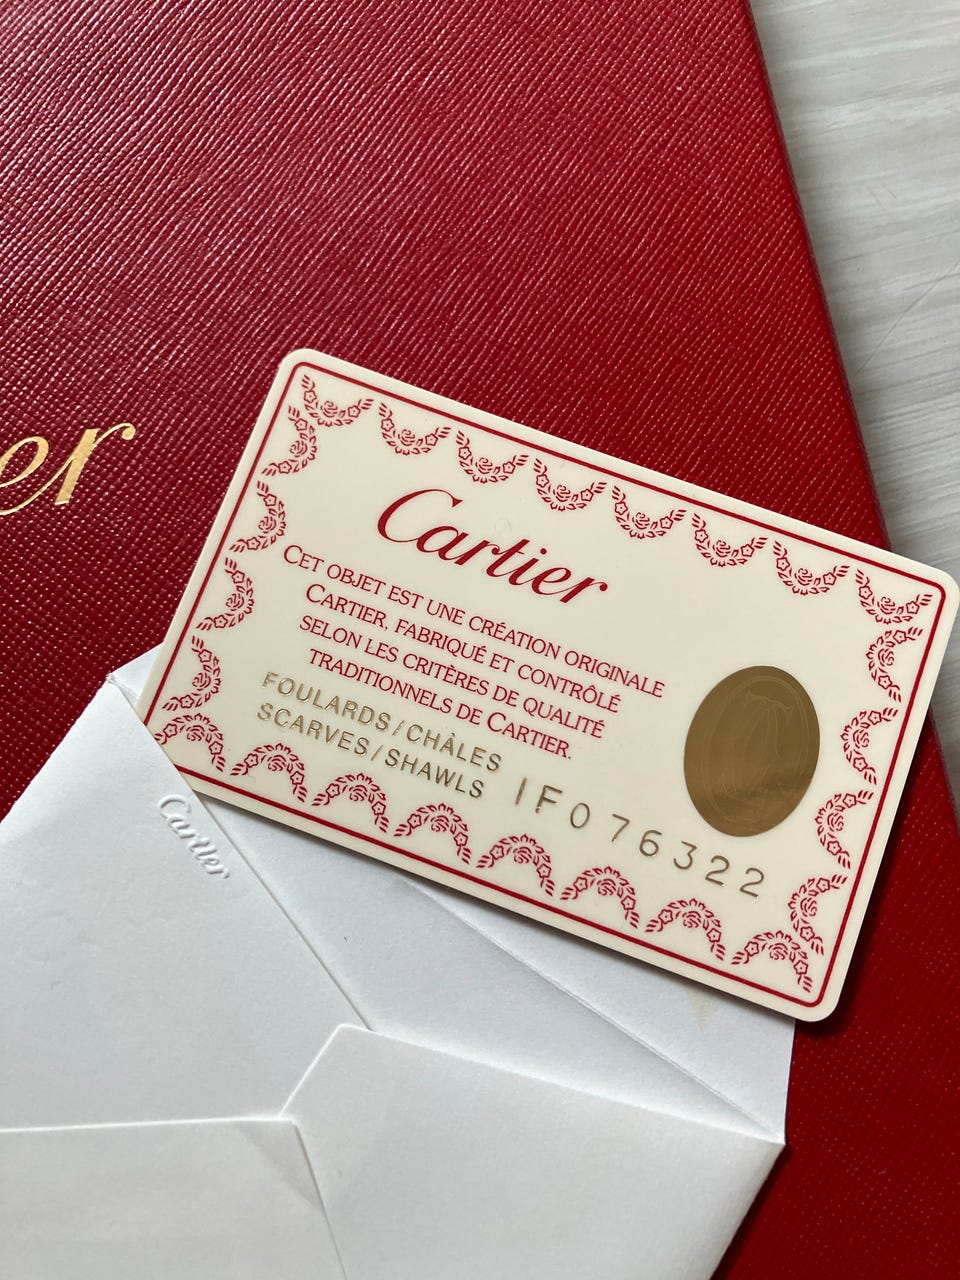 er
Cartier
CET OBJET EST UNE CRÉATION ORIGINALE
CARTIER, FABRIQUÉ ET CONTRÔLÉ
SELON LES CRITÈRES DE QUALITÉ
TRADITIONNELS DE CARTIER.
FOULARDS/CHÂLES
SCARVES/SHAWLS
IF076322
Cartier